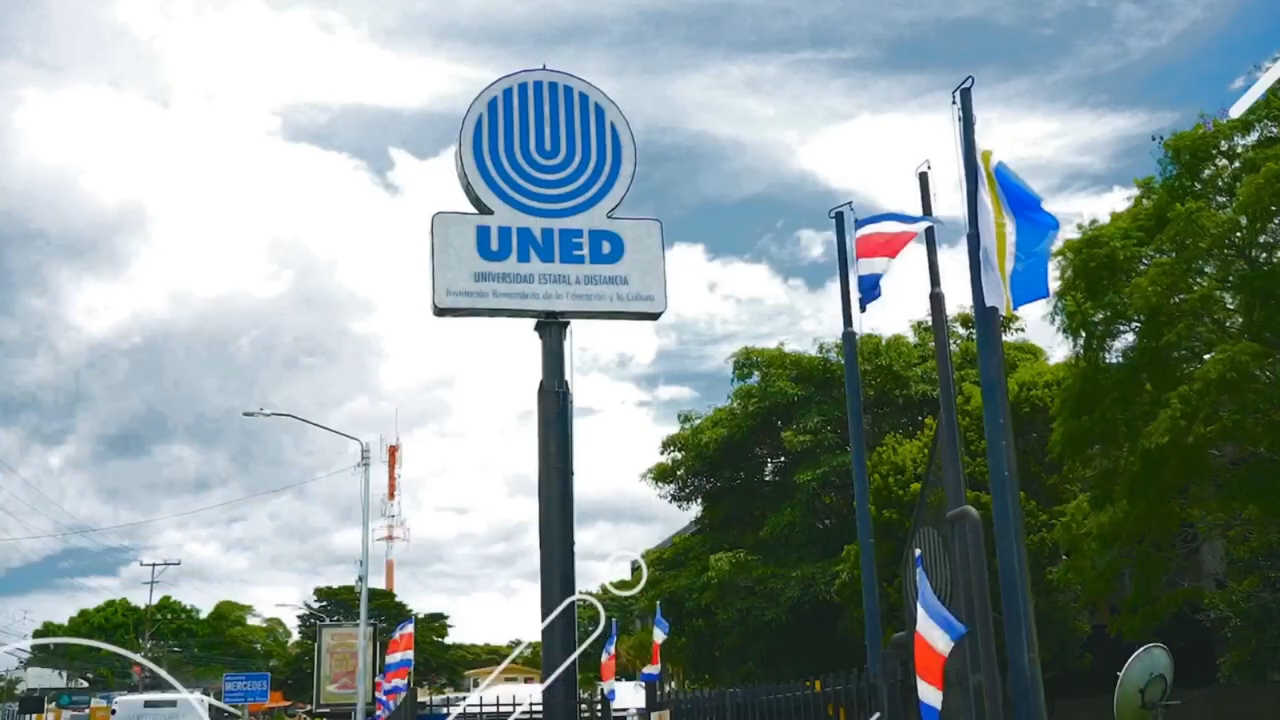 UNED
UNIVERSIDAD ESTATAL A DISTANCIA
Institución Benemérita de la Educación y la Cultura
MERCEDES